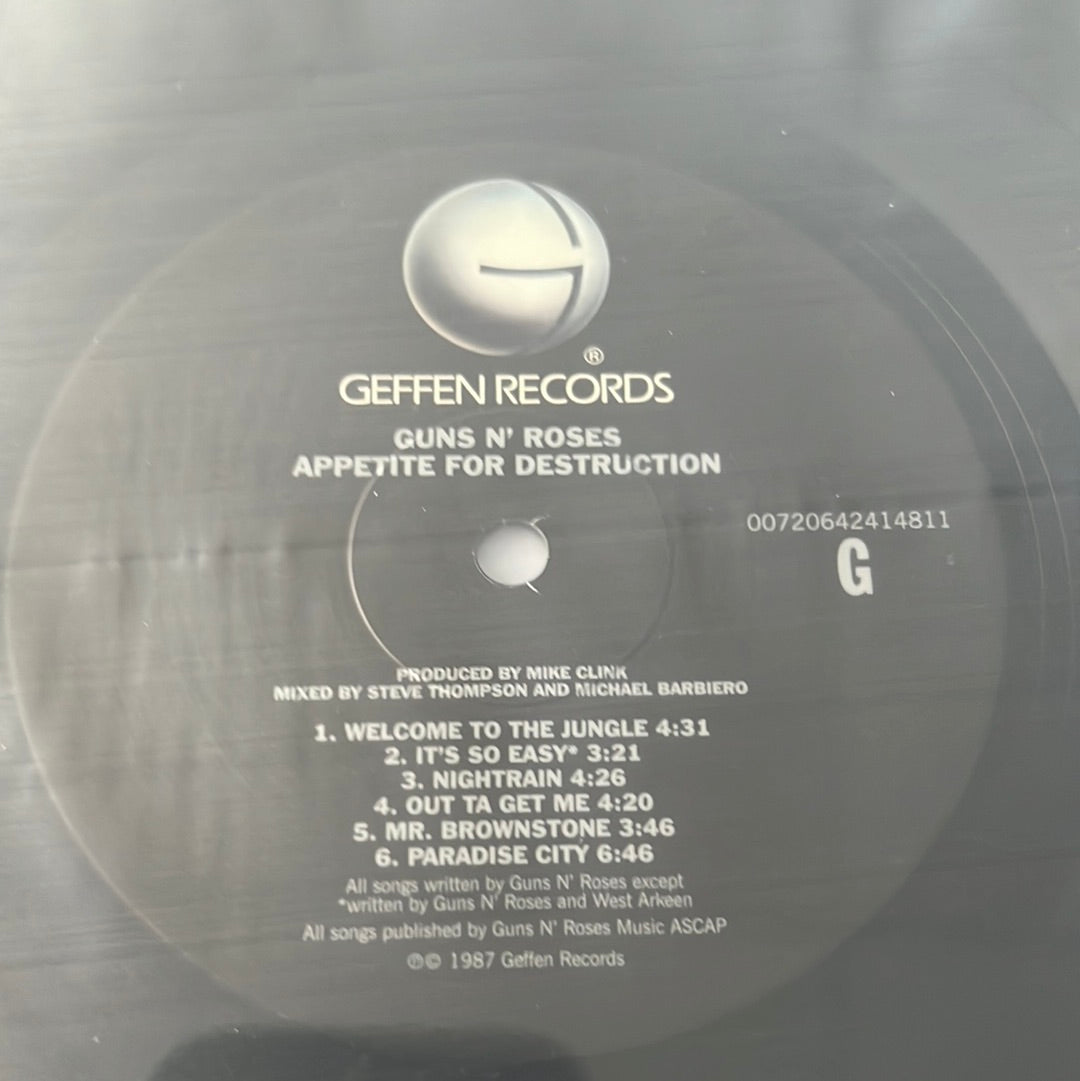 ®
GEFFEN RECORDS
GUNS N' ROSES
APPETITE FOR DESTRUCTION
00720642414811
G
PRODUCED BY MIKE CLINK
MIXED BY STEVE THOMPSON AND MICHAEL BARBIERO
1. WELCOME TO THE JUNGLE 4:31
2. IT'S SO EASY* 3:21
3. NIGHTRAIN 4:26
4. OUT TA GET ME 4:20
5. MR. BROWNSTONE 3:46
6. PARADISE CITY 6:46
All songs written by Guns N' Roses except
*written by Guns N' Roses and West Arkeen
All songs published by Guns N' Roses Music ASCAP
℗© 1987 Geffen Records